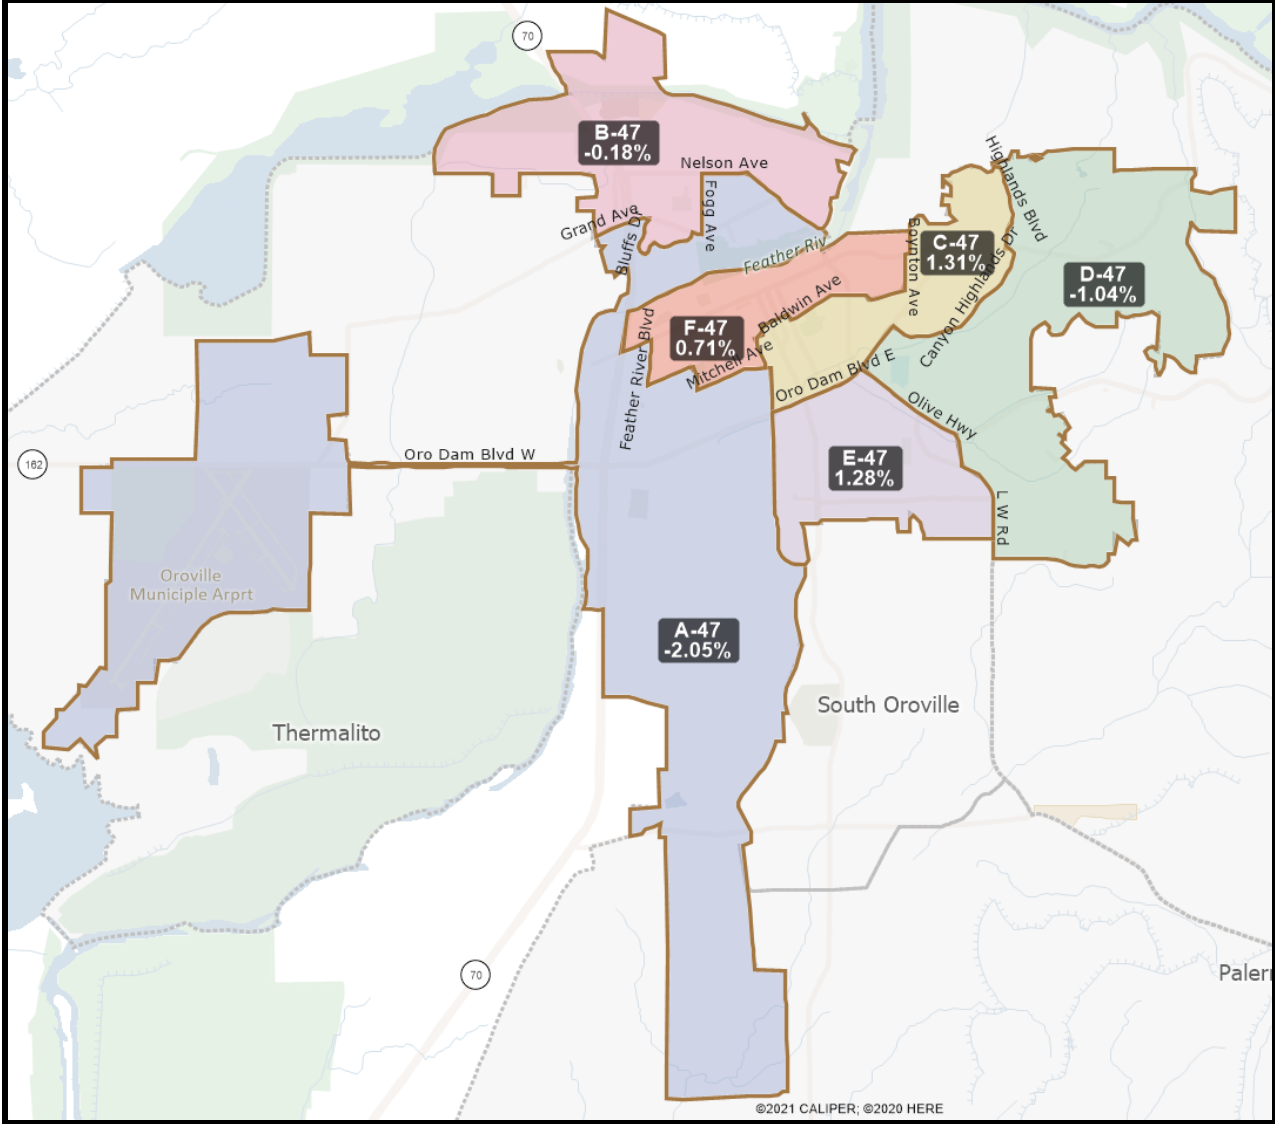 70
B-47
-0.18%
Nelson Ave
Highlands Blvd
Fogg Ave
Grand Ave
Bluffs Dr
Feather Riv
Boynton Ave
C-47
1.31%
Canyon Highlands Dr
D-47
-1.04%
Baldwin Ave
F-47
0.71%
Mitchell Ave
Feather River Blvd
Oro Dam Blvd E
Olive Hwy
162
Oro Dam Blvd W
E-47
1.28%
L W Rd
Oroville
Municiple Arprt
A-47
-2.05%
South Oroville
Thermalito
70
Paler
©2021 CALIPER; ©2020 HERE